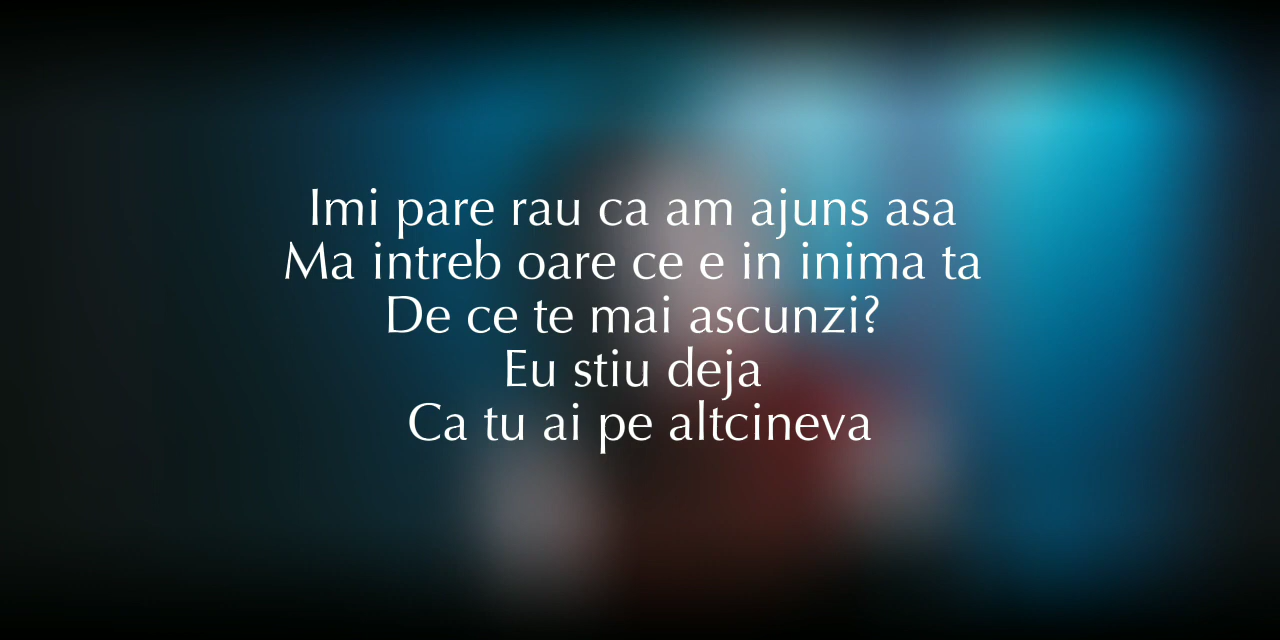 Imi pare rau ca am ajuns asa
Ma intreb oare ce e in inima ta
De ce te mai ascunzi?
Eu stiu deja
Ca tu ai pe altcineva